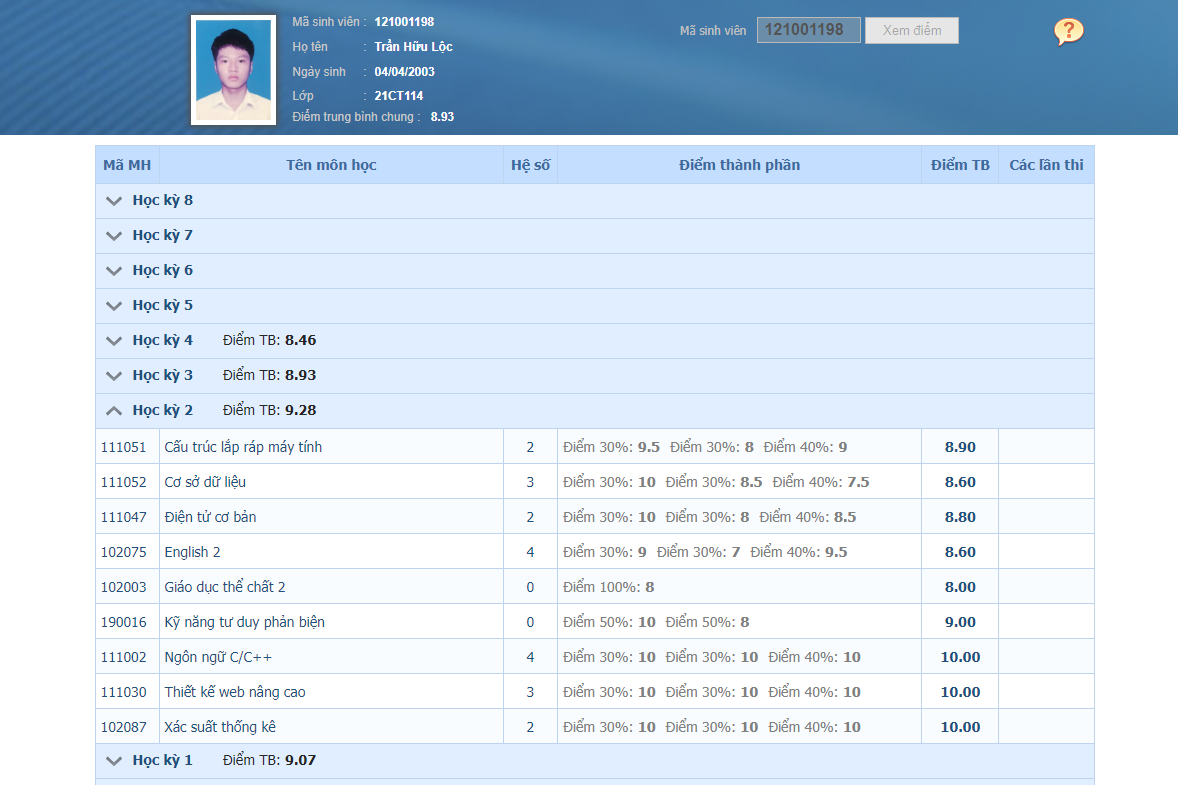 Mã sinh viên : 121001198
Họ tên : Trần Hữu Lộc
Ngày sinh : 04/04/2003
Lớp : 21CT114
Điểm trung bình chung : 8.93
Mã sinh viên 121001198 Xem điểm ?
Mã MH Tên môn học Hệ số Điểm thành phần Điểm TB Các lần thi
Học kỳ 8
Học kỳ 7
Học kỳ 6
Học kỳ 5
Học kỳ 4 Điểm TB: 8.46
Học kỳ 3 Điểm TB: 8.93
Học kỳ 2 Điểm TB: 9.28
111051 Cấu trúc lắp ráp máy tính 2 Điểm 30%: 9.5 Điểm 30%: 8 Điểm 40%: 9 8.90
111052 Cơ sở dữ liệu 3 Điểm 30%: 10 Điểm 30%: 8.5 Điểm 40%: 7.5 8.60
111047 Điện tử cơ bản 2 Điểm 30%: 10 Điểm 30%: 8 Điểm 40%: 8.5 8.80
102075 English 2 4 Điểm 30%: 9 Điểm 30%: 7 Điểm 40%: 9.5 8.60
102003 Giáo dục thể chất 2 0 Điểm 100%: 8 8.00
190016 Kỹ năng tư duy phản biện 0 Điểm 50%: 10 Điểm 50%: 8 9.00
111002 Ngôn ngữ C/C++ 4 Điểm 30%: 10 Điểm 30%: 10 Điểm 40%: 10 10.00
111030 Thiết kế web nâng cao 3 Điểm 30%: 10 Điểm 30%: 10 Điểm 40%: 10 10.00
102087 Xác suất thống kê 2 Điểm 30%: 10 Điểm 30%: 10 Điểm 40%: 10 10.00
Học kỳ 1 Điểm TB: 9.07